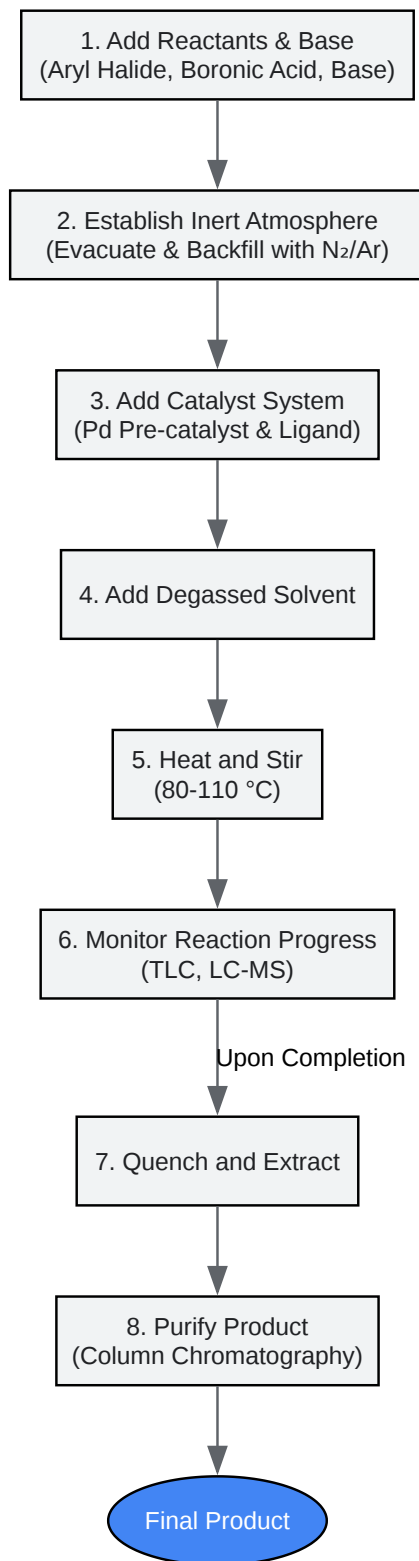 1. Add Reactants & Base
(Aryl Halide, Boronic Acid, Base)
2. Establish Inert Atmosphere
(Evacuate & Backfill with N₂/Ar)
3. Add Catalyst System
(Pd Pre-catalyst & Ligand)
4. Add Degassed Solvent
5. Heat and Stir
(80-110 °C)
6. Monitor Reaction Progress
(TLC, LC-MS)
Upon Completion
7. Quench and Extract
8. Purify Product
(Column Chromatography)
Final Product